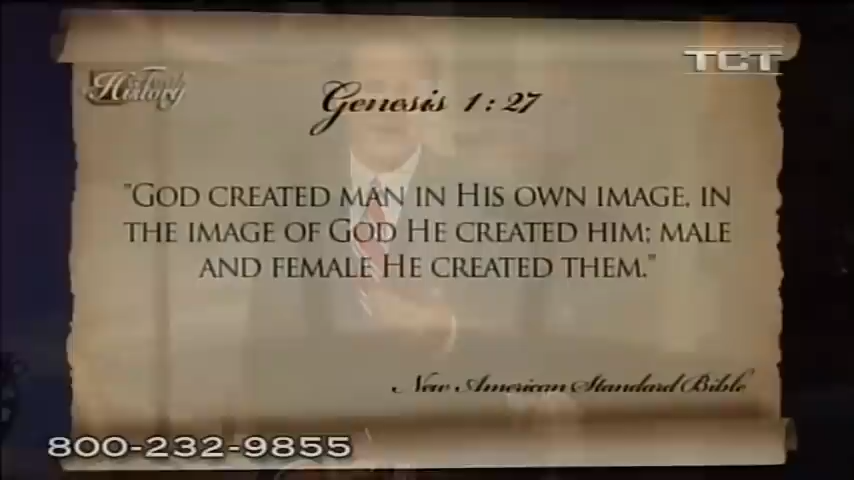 TCT
History
Genesis 1:27
"GOD CREATED MAN IN HIS OWN IMAGE, IN
THE IMAGE OF GOD HE CREATED HIM; MALE
AND FEMALE HE CREATED THEM."
New American Standard Bible
800-232-9855